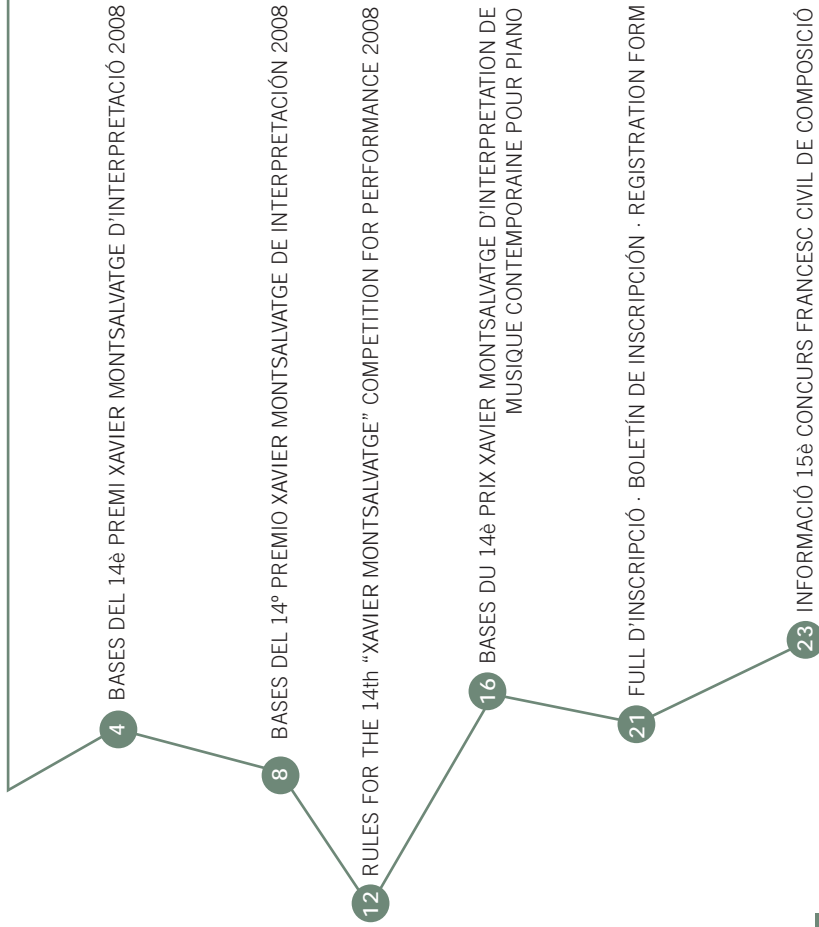 4 BASES DEL 14è PREMI XAVIER MONTSALVATGE D'INTERPRETACIÓ 2008
8 BASES DEL 14º PREMIO XAVIER MONTSALVATGE DE INTERPRETACIÓN 2008
12 RULES FOR THE 14th “XAVIER MONTSALVATGE” COMPETITION FOR PERFORMANCE 2008
16 BASES DU 14è PRIX XAVIER MONTSALVATGE D'INTERPRETATION DE
MUSIQUE CONTEMPORAINE POUR PIANO
21 FULL D'INSCRIPCIÓ · BOLETÍN DE INSCRIPCIÓN · REGISTRATION FORM
23 INFORMACIÓ 15è CONCURS FRANCESC CIVIL DE COMPOSICIÓ